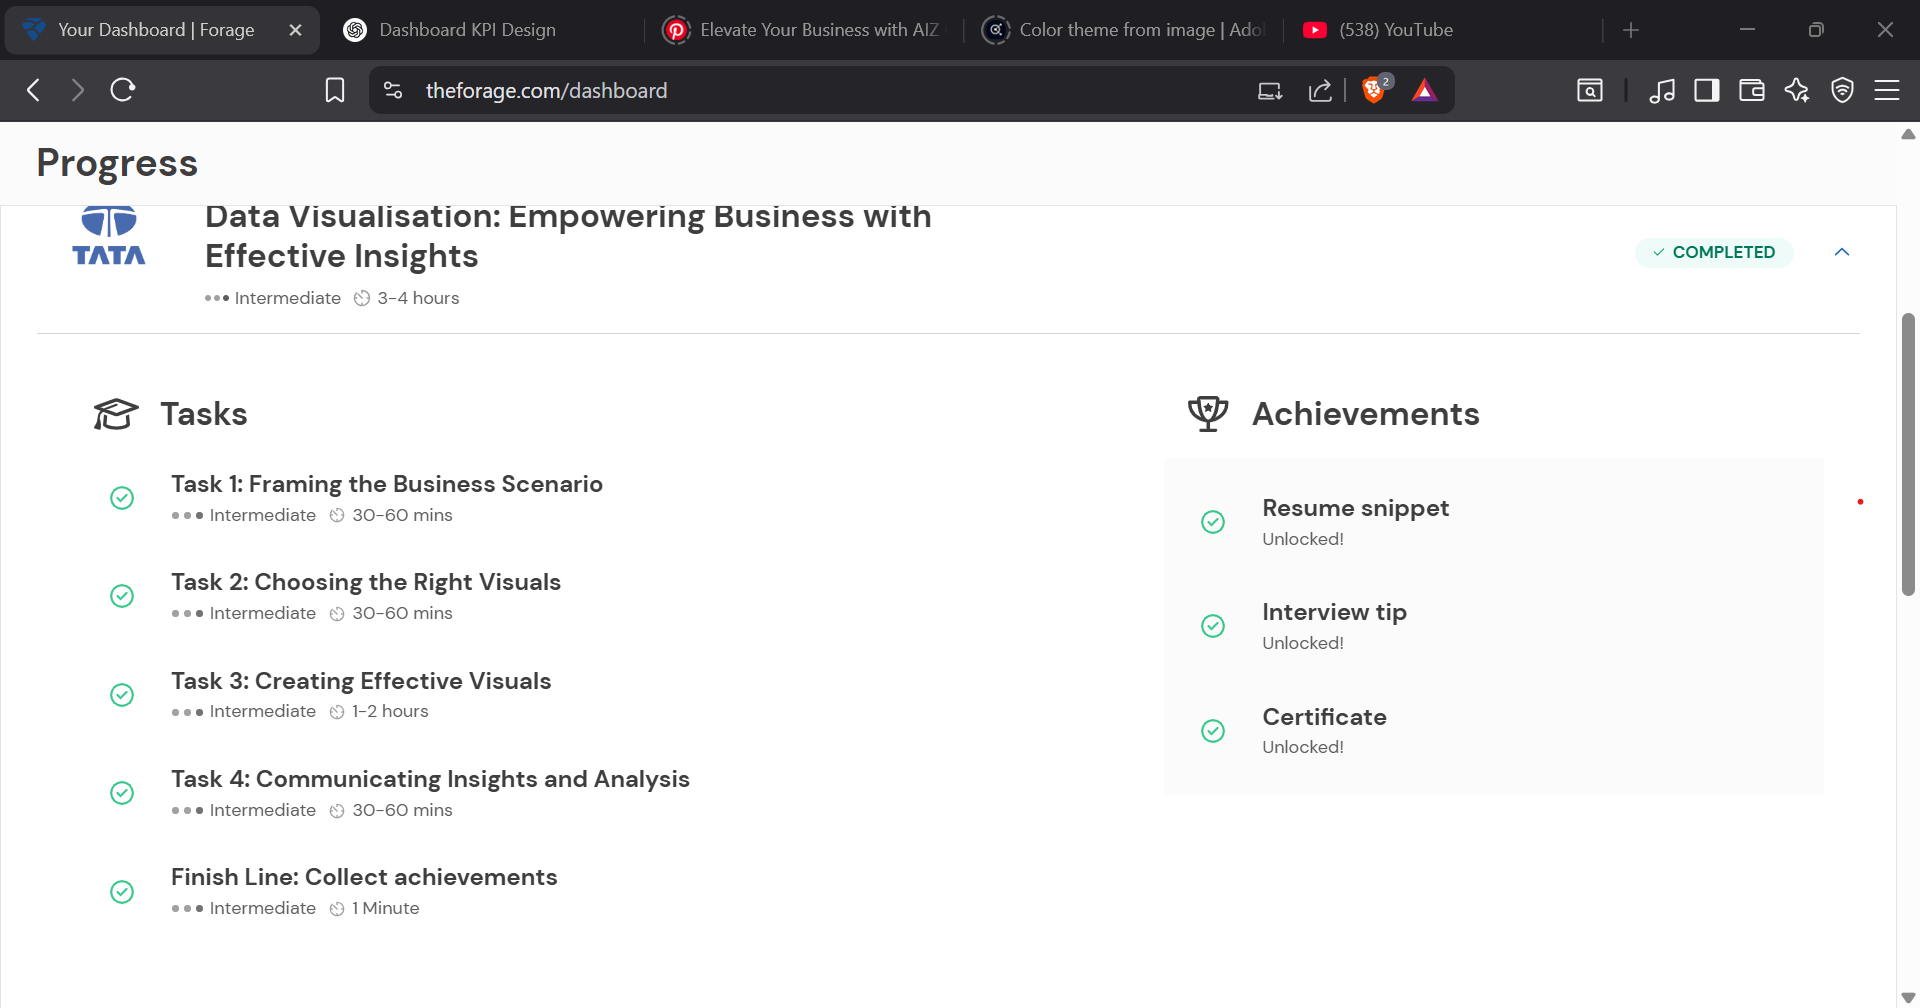 Your Dashboard | Forage
Dashboard KPI Design
Elevate Your Business with AIZ
Color theme from image | Ado
(538) YouTube
theforage.com/dashboard
2
Progress
TATA
Data Visualisation: Empowering Business with
Effective Insights
Intermediate 3-4 hours
COMPLETED
Tasks
Task 1: Framing the Business Scenario
Intermediate 30-60 mins
Task 2: Choosing the Right Visuals
Intermediate 30-60 mins
Task 3: Creating Effective Visuals
Intermediate 1-2 hours
Task 4: Communicating Insights and Analysis
Intermediate 30-60 mins
Finish Line: Collect achievements
Intermediate 1 Minute
Achievements
Resume snippet
Unlocked!
Interview tip
Unlocked!
Certificate
Unlocked!